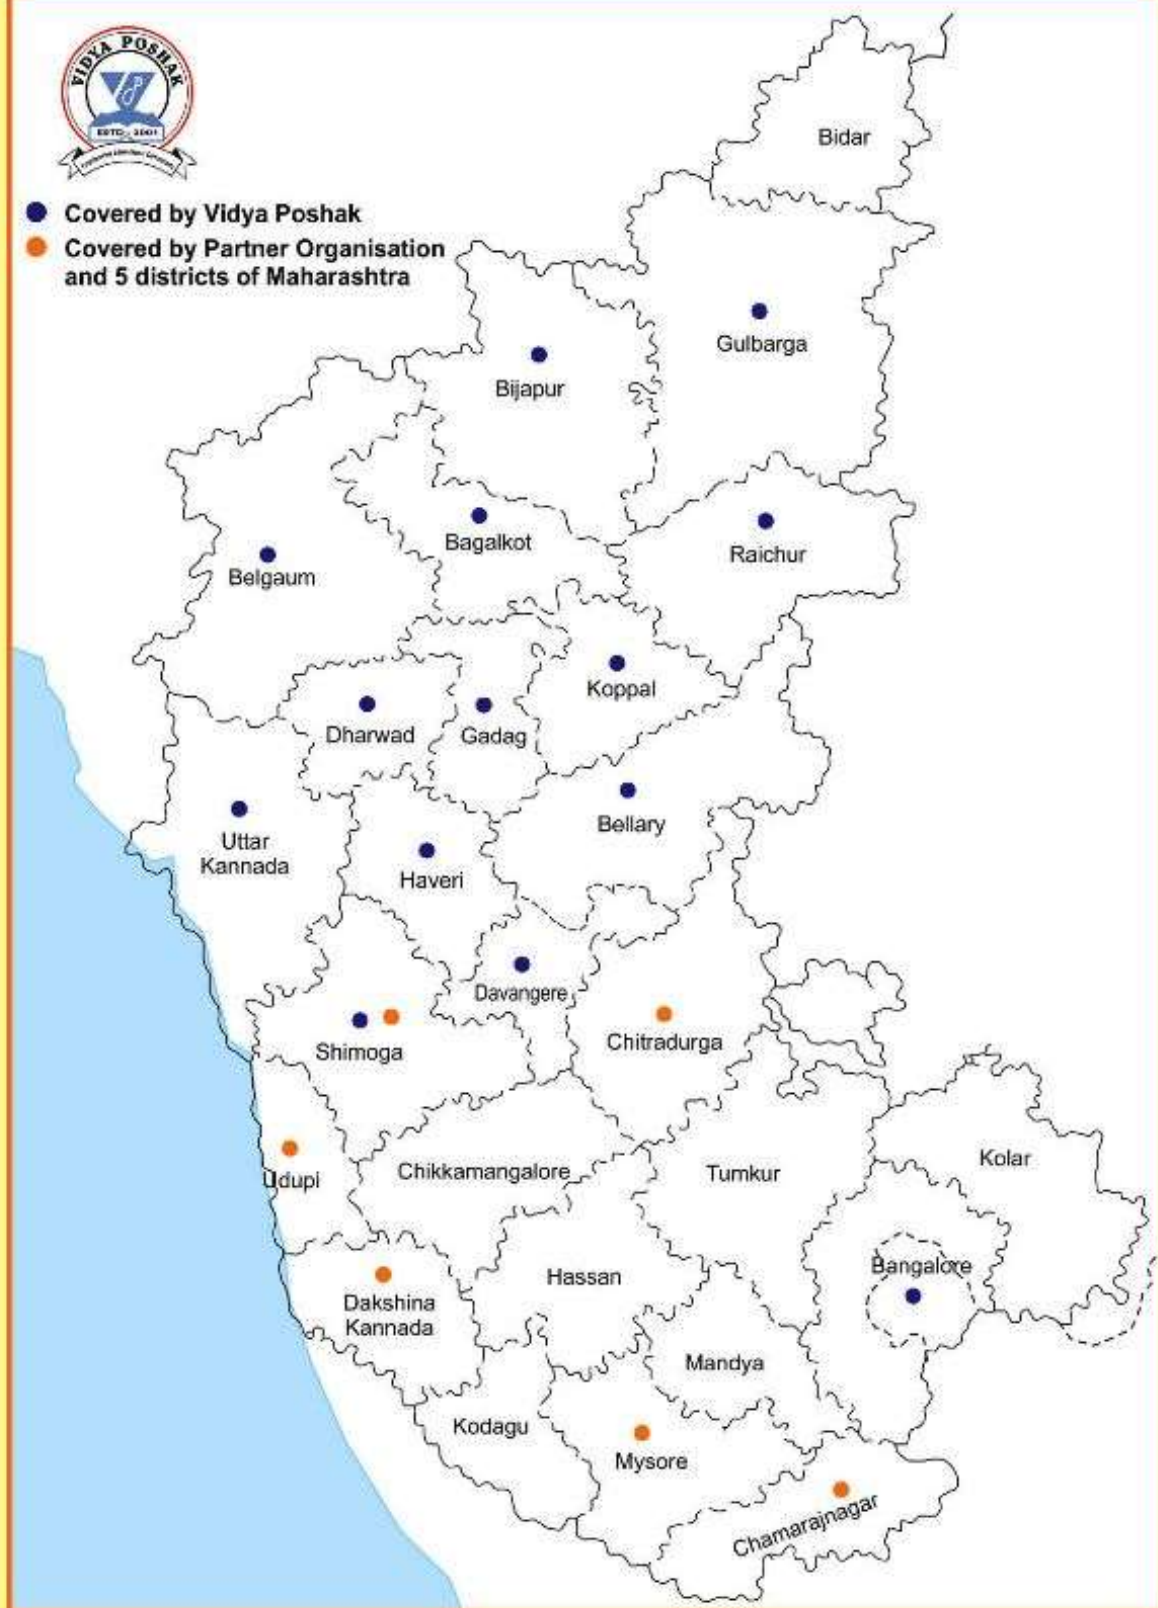 VIDYA POSHAK
ESTD - 2001
Covered by Vidya Poshak
Covered by Partner Organisation
and 5 districts of Maharashtra
Bidar
Gulbarga
Bijapur
Bagalkot
Raichur
Belgaum
Koppal
Dharwad
Gadag
Bellary
Uttar
Kannada
Haveri
Davangere
Shimoga
Chitradurga
Udupi
Chikkamangalore
Tumkur
Kolar
Bangalore
Hassan
Dakshina
Kannada
Mandya
Kodagu
Mysore
Chamarajnagar